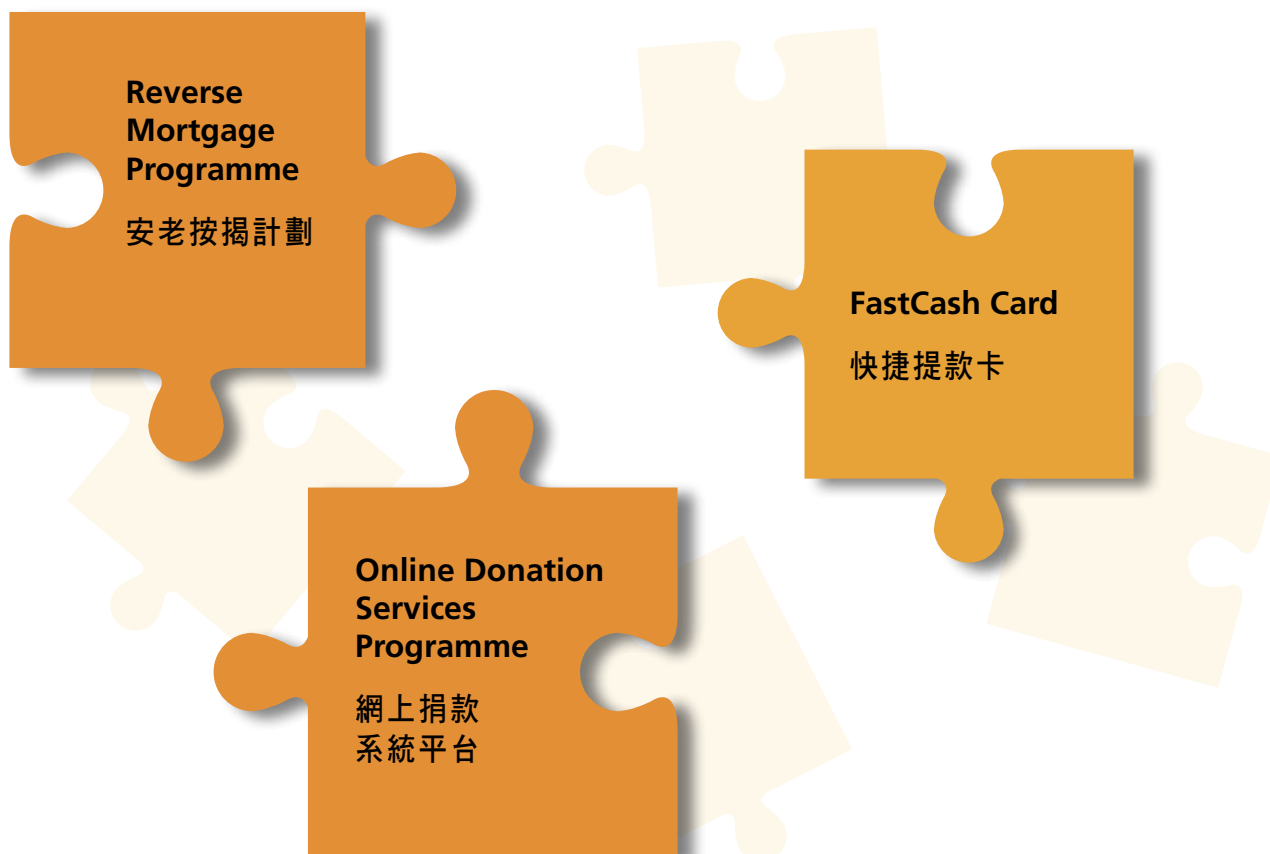 Reverse
Mortgage
Programme
安老按揭計劃
FastCash Card
快捷提款卡
Online Donation
Services
Programme
網上捐款
系統平台